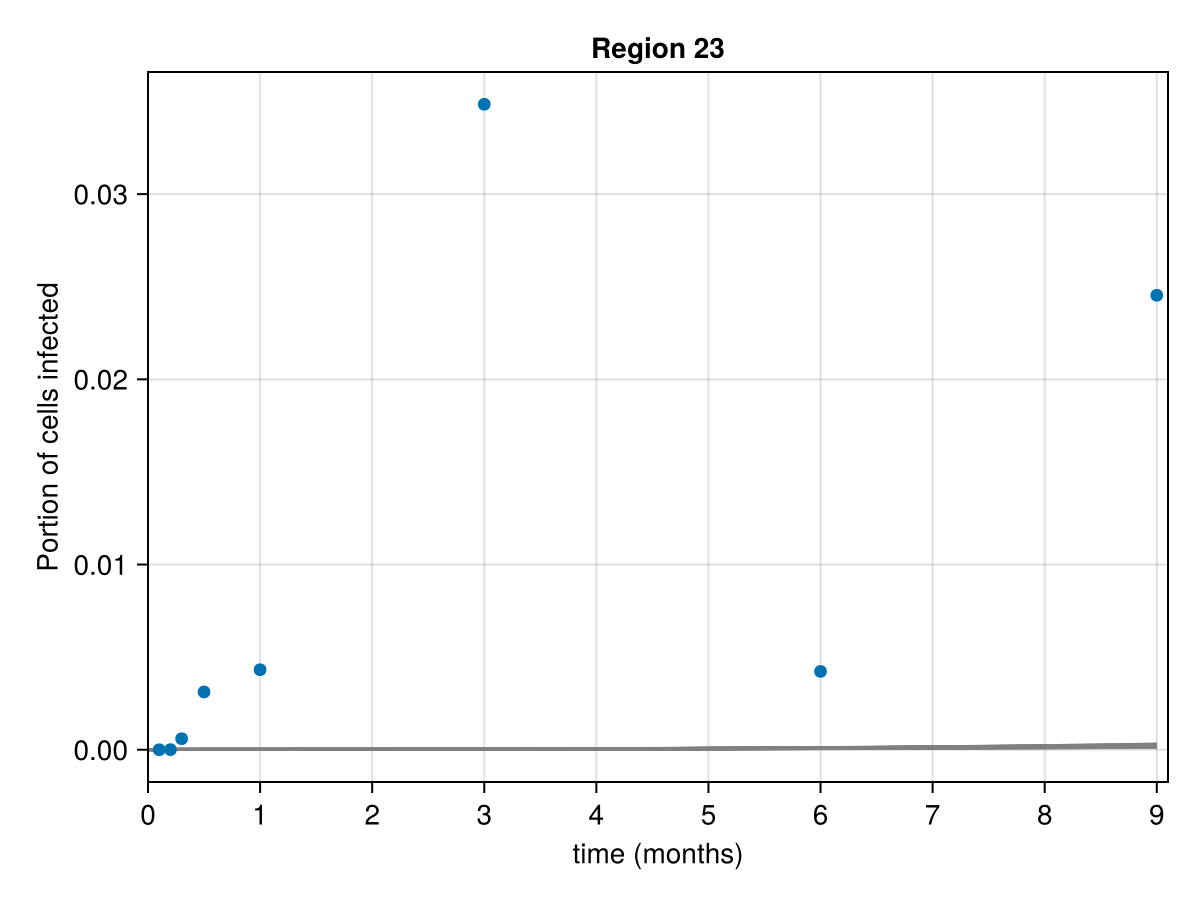 Region 23
Portion of cells infected
0.03
0.02
0.01
0.00
0 1 2 3 4 5 6 7 8 9
time (months)